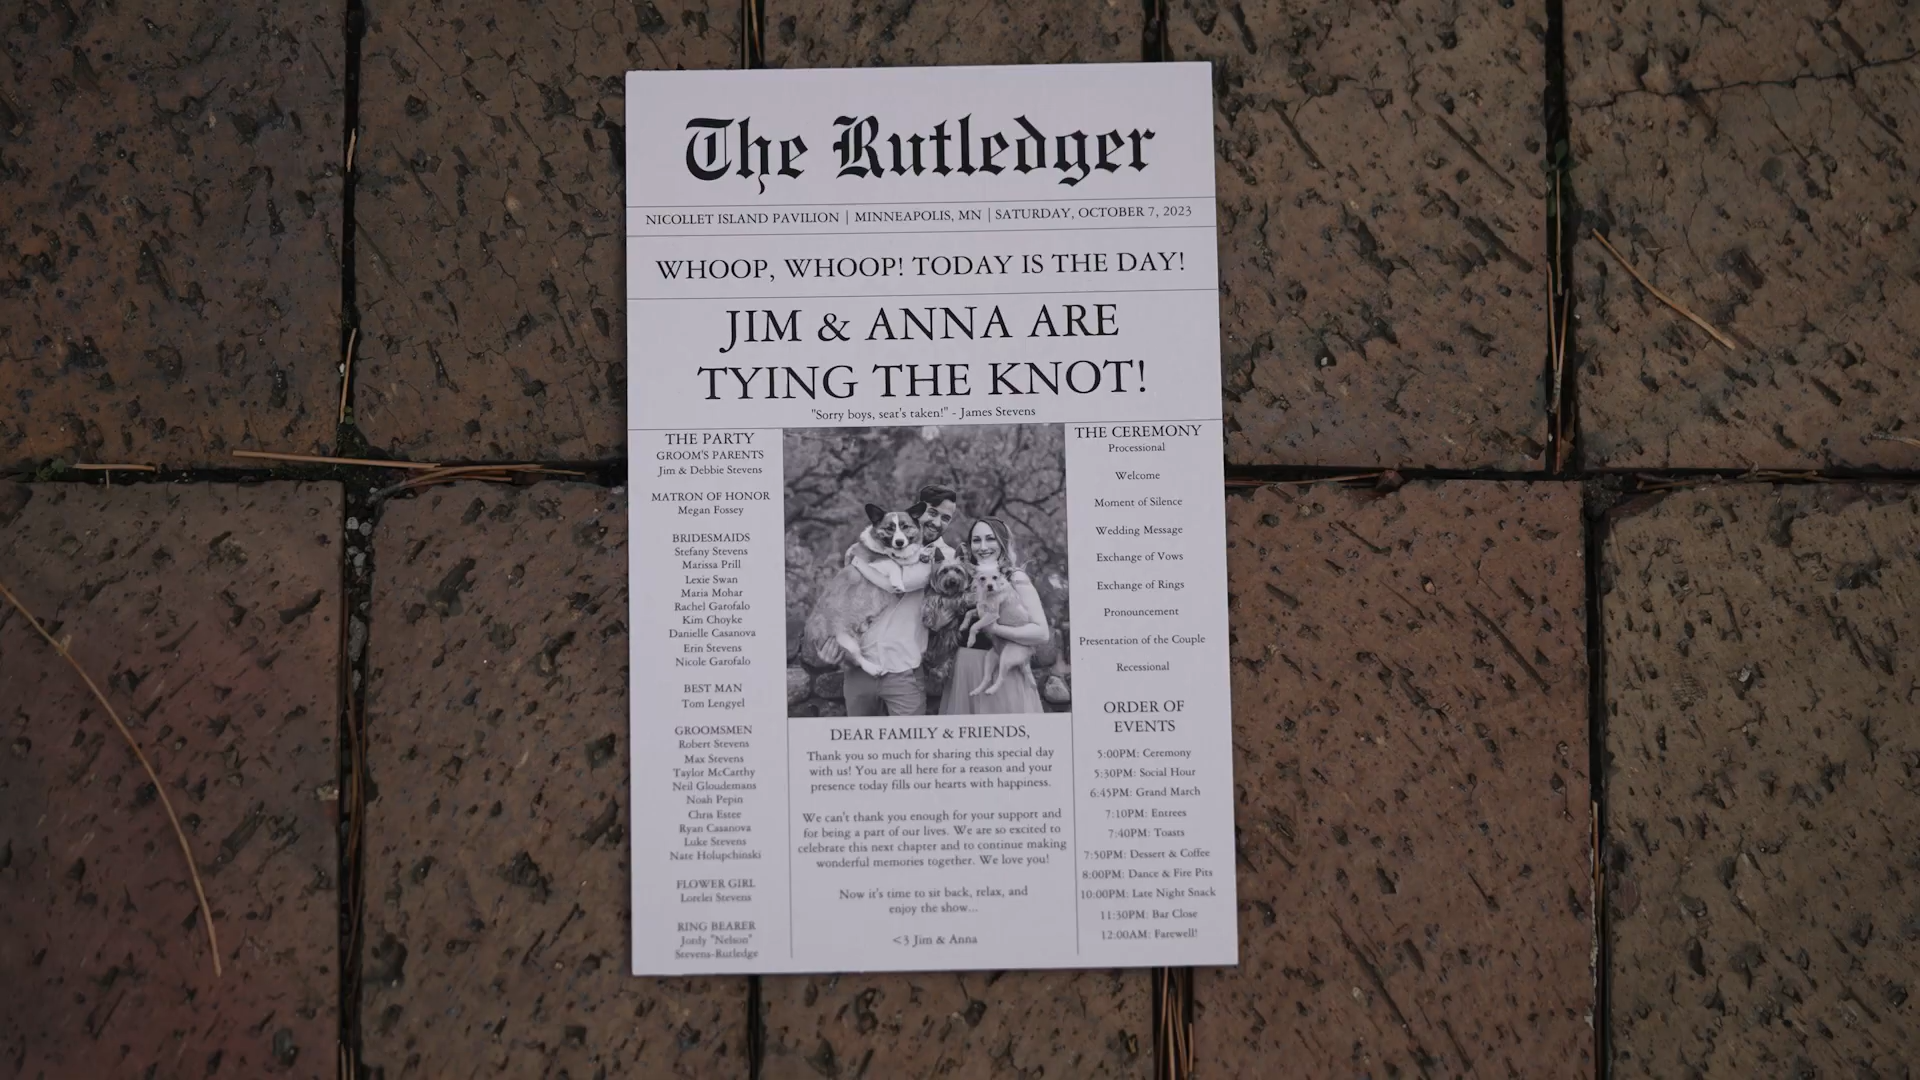 The Rutledger
NICOLLET ISLAND PAVILION | MINNEAPOLIS, MN | SATURDAY, OCTOBER 7, 2023
WHOOP, WHOOP! TODAY IS THE DAY!
JIM & ANNA ARE
TYING THE KNOT!
"Sorry boys, seat's taken!" - James Stevens
THE PARTY
GROOM'S PARENTS
Jim & Debbie Stevens
MATRON OF HONOR
Megan Fossey
BRIDESMAIDS
Stefany Stevens
Marissa Prill
Lexie Swan
Maria Mohar
Rachel Garofalo
Kim Choyke
Danielle Casanova
Erin Stevens
Nicole Garofalo
BEST MAN
Tom Lengyel
GROOMSMEN
Robert Stevens
Max Stevens
Taylor McCarthy
Neil Gloudemans
Noah Pepin
Chris Estee
Ryan Casanova
Luke Stevens
Nate Holupchinski
FLOWER GIRL
Lorelei Stevens
RING BEARER
Jordy "Nelson"
Stevens-Rutledge
DEAR FAMILY & FRIENDS,
Thank you so much for sharing this special day
with us! You are all here for a reason and your
presence today fills our hearts with happiness.
We can't thank you enough for your support and
for being a part of our lives. We are so excited to
celebrate this next chapter and to continue making
wonderful memories together. We love you!
Now it's time to sit back, relax, and
enjoy the show...
<3 Jim & Anna
THE CEREMONY
Processional
Welcome
Moment of Silence
Wedding Message
Exchange of Vows
Exchange of Rings
Pronouncement
Presentation of the Couple
Recessional
ORDER OF
EVENTS
5:00PM: Ceremony
5:30PM: Social Hour
6:45PM: Grand March
7:10PM: Entrees
7:40PM: Toasts
7:50PM: Dessert & Coffee
8:00PM: Dance & Fire Pits
10:00PM: Late Night Snack
11:30PM: Bar Close
12:00AM: Farewell!